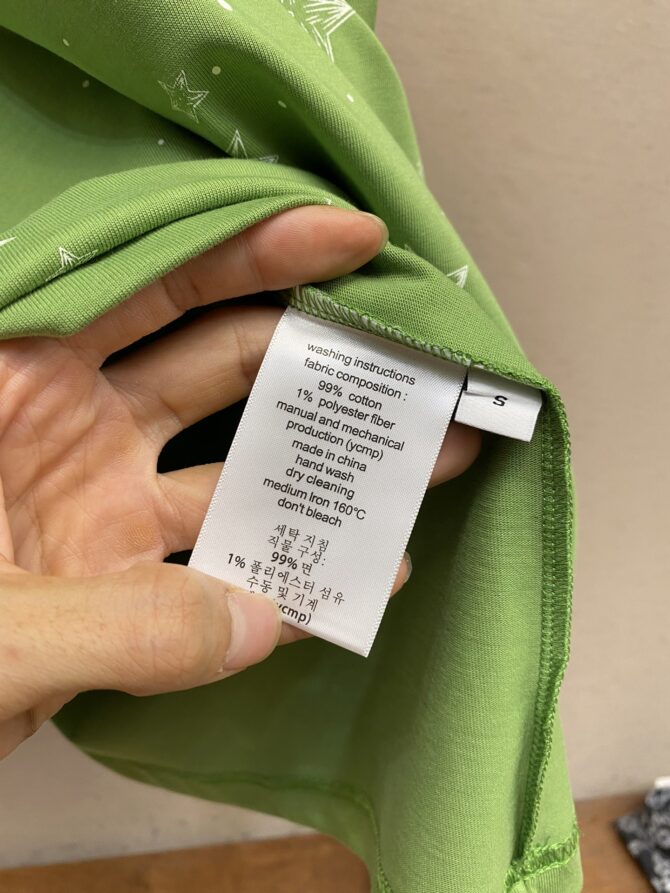 washing instructions
fabric composition :
99% cotton
1% polyester fiber
manual and mechanical
production (ycmp)
made in china
hand wash
dry cleaning
medium Iron 160℃
don't bleach
세탁 지침
직물 구성:
99% 면
1% 폴리에스터 섬유
수동 및 기계
(ycmp)
S